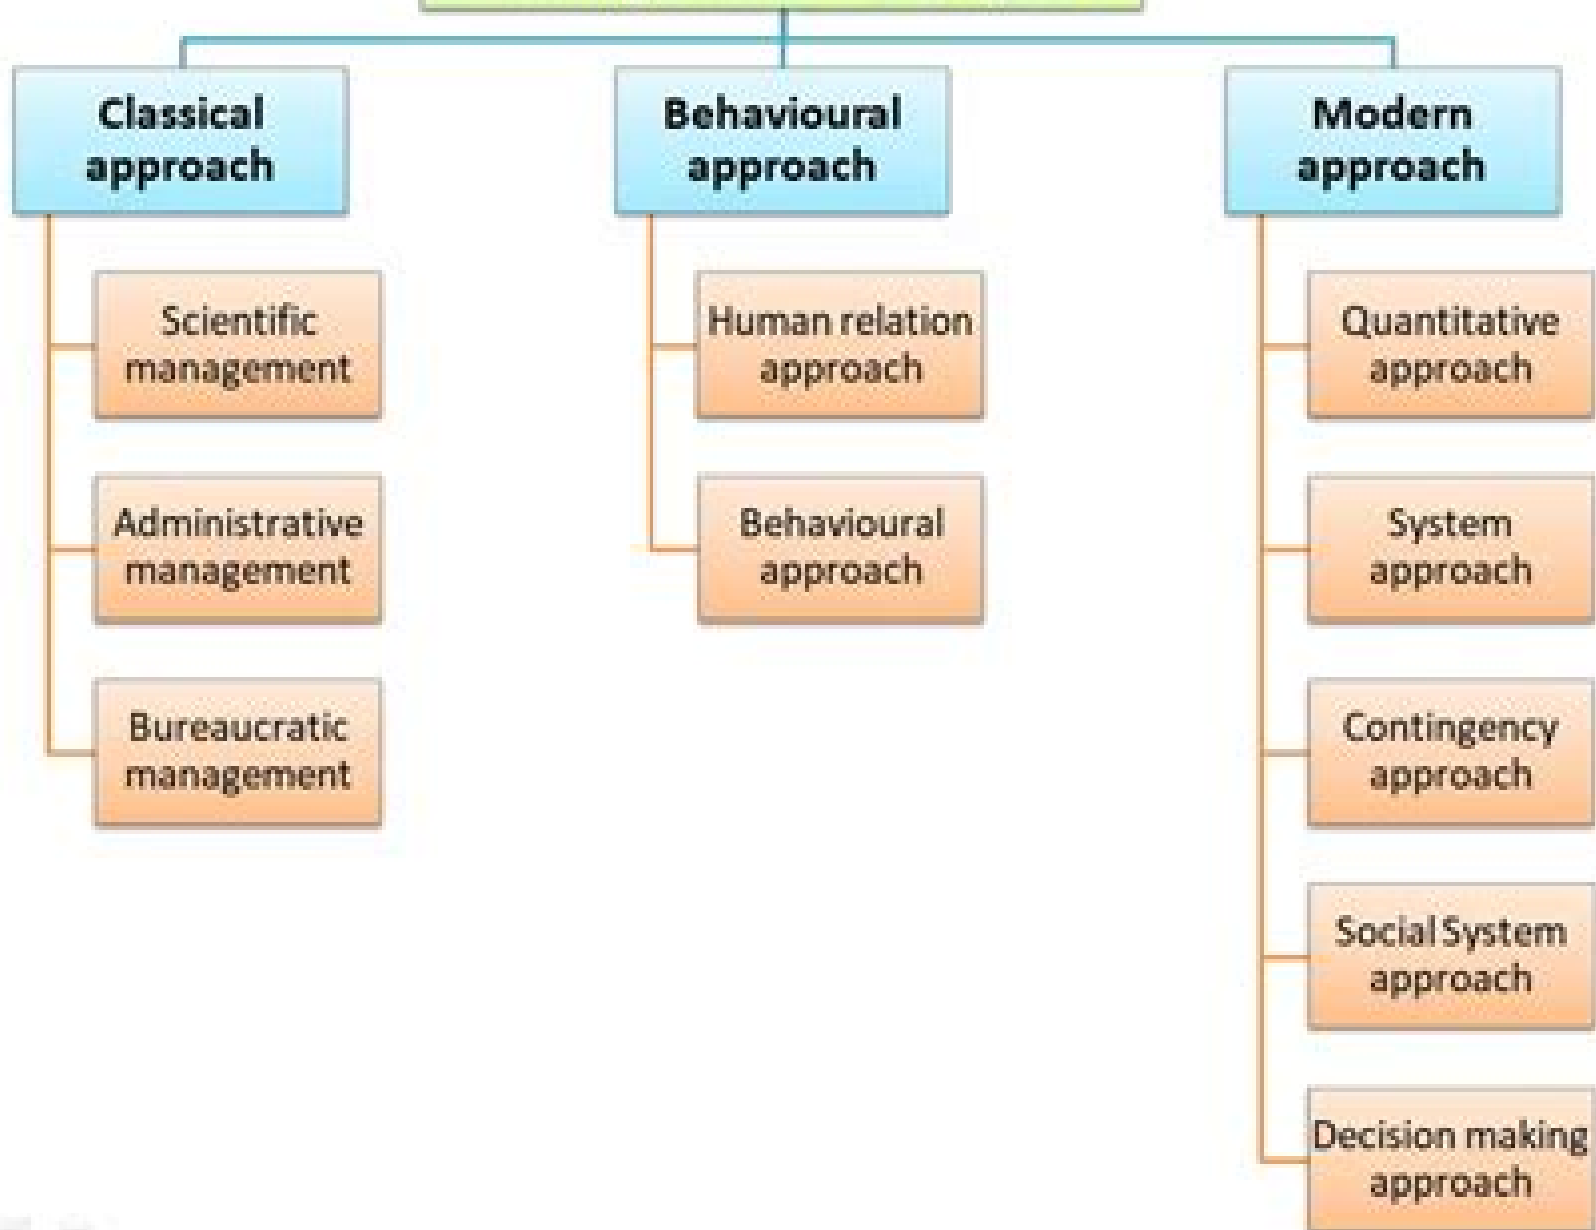 Classical
approach
Scientific
management
Administrative
management
Bureaucratic
management
Behavioural
approach
Human relation
approach
Behavioural
approach
Modern
approach
Quantitative
approach
System
approach
Contingency
approach
Social System
approach
Decision making
approach